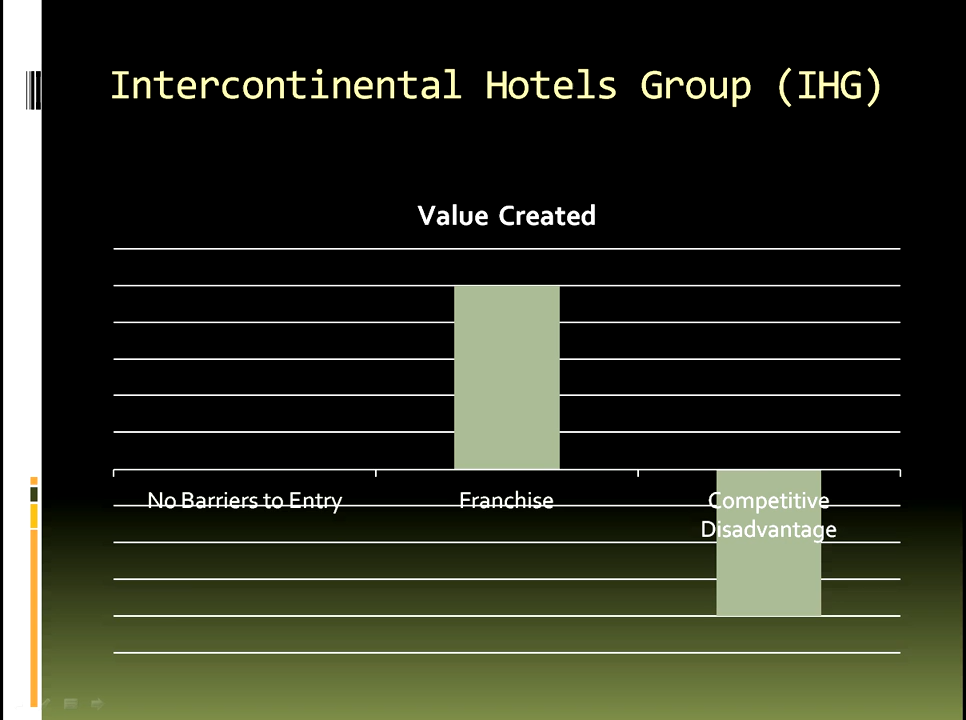 Intercontinental Hotels Group (IHG)
Value Created
No Barriers to Entry
Franchise
Competitive
Disadvantage